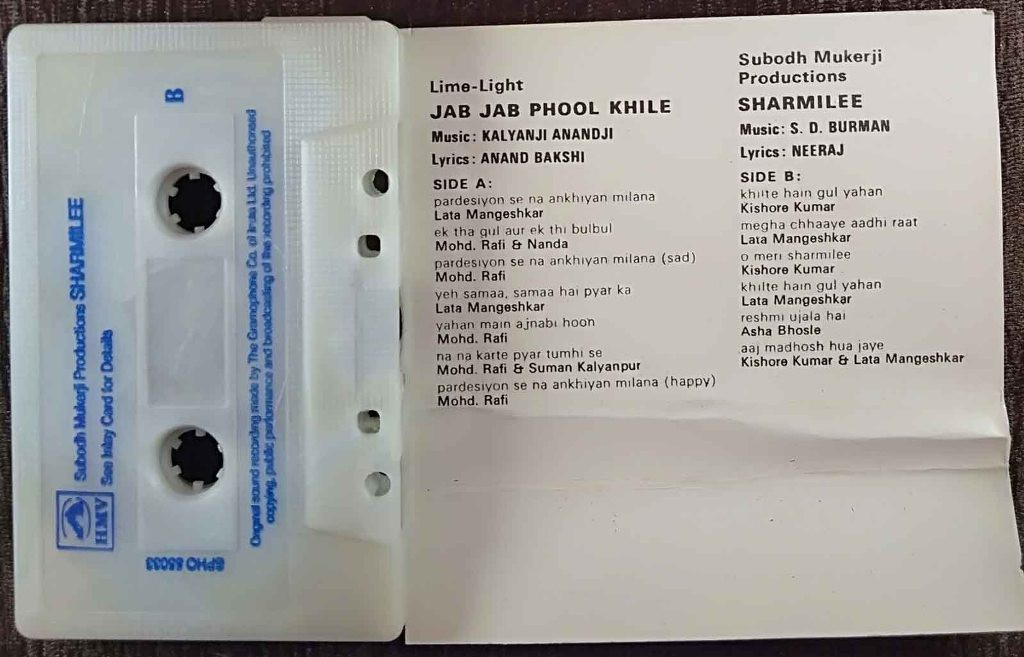 B
Subodh Mukerji Productions SHARMILEE
See Inlay Card for Details
HMV
Original sound recording made by The Gramophone Co. of India Ltd. Unauthorised
copying, public performance and broadcasting of the recording prohibited
SPHO 85033
Lime-Light
JAB JAB PHOOL KHILE
Music: KALYANJI ANANDJI
Lyrics: ANAND BAKSHI
SIDE A:
pardesiyon se na ankhiyan milana
Lata Mangeshkar
ek tha gul aur ek thi bulbul
Mohd. Rafi & Nanda
pardesiyon se na ankhiyan milana (sad)
Mohd. Rafi
yeh samaa, samaa hai pyar ka
Lata Mangeshkar
yahan main ajnabi hoon
Mohd. Rafi
na na karte pyar tumhi se
Mohd. Rafi & Suman Kalyanpur
pardesiyon se na ankhiyan milana (happy)
Mohd. Rafi
Subodh Mukerji
Productions
SHARMILEE
Music: S. D. BURMAN
Lyrics: NEERAJ
SIDE B:
khilte hain gul yahan
Kishore Kumar
megha chhaaye aadhi raat
Lata Mangeshkar
o meri sharmilee
Kishore Kumar
khilte hain gul yahan
Lata Mangeshkar
reshmi ujala hai
Asha Bhosle
aaj madhosh hua jaye
Kishore Kumar & Lata Mangeshkar